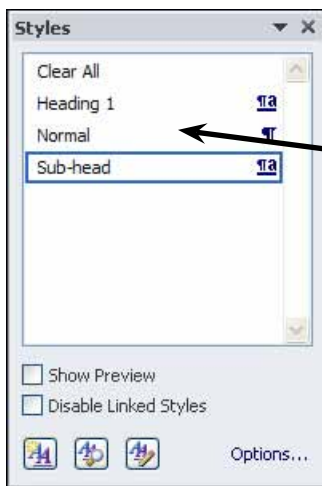 Styles
Clear All
Heading 1 ¶a
Normal ¶
Sub-head ¶a
Show Preview
Disable Linked Styles
Options...